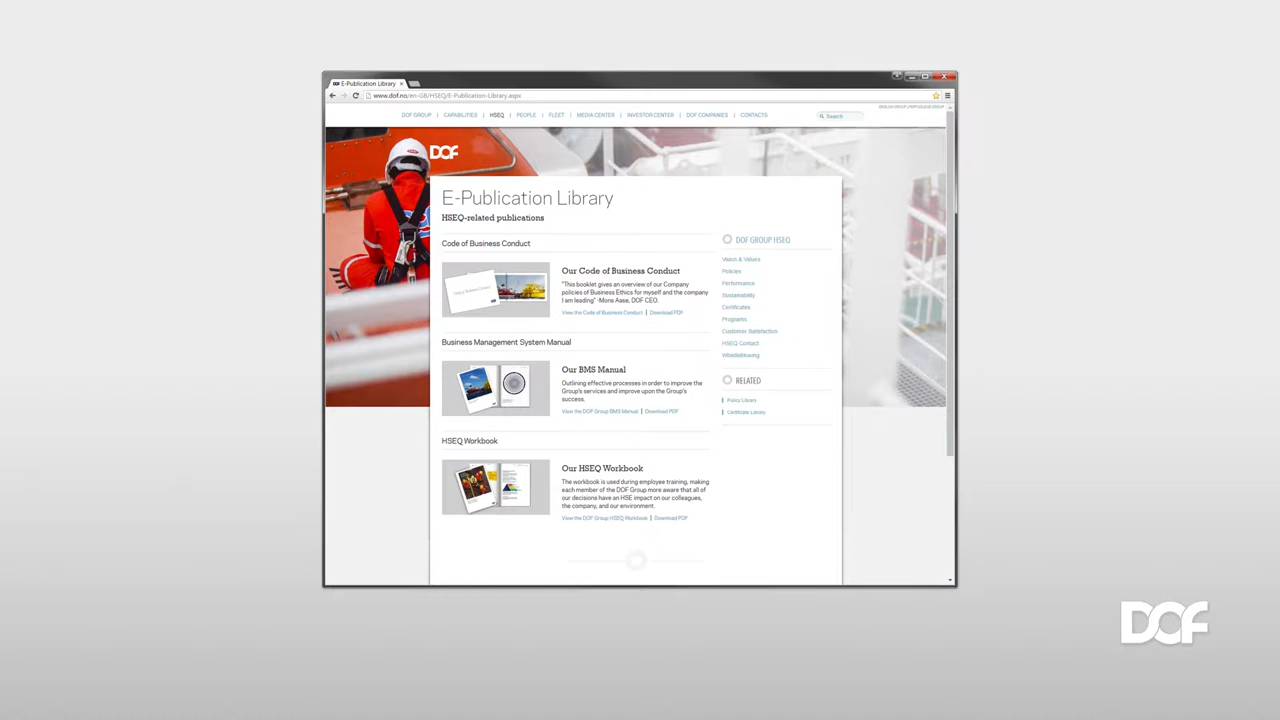 DOF E-Publication Library
www.dof.no/en-GB/HSEQ/E-Publication-Library.aspx
DOF GROUP | CAPABILITIES | HSEQ | PEOPLE | FLEET | MEDIA CENTER | INVESTOR CENTER | DOF COMPANIES | CONTACTS
Search
DOF
E-Publication Library
HSEQ-related publications
Code of Business Conduct
Our Code of Business Conduct
"This booklet gives an overview of our Company
policies of Business Ethics for myself and the company
I am leading" -Mons Aase, DOF CEO.
View the Code of Business Conduct | Download PDF
Business Management System Manual
Our BMS Manual
Outlining effective processes in order to improve the
Group's services and improve upon the Group's
success.
View the DOF Group BMS Manual | Download PDF
HSEQ Workbook
Our HSEQ Workbook
The workbook is used during employee training, making
each member of the DOF Group more aware that all of
our decisions have an HSE impact on our colleagues,
the company, and our environment.
View the DOF Group HSEQ Workbook | Download PDF
DOF GROUP HSEQ
Vision & Values
Policies
Performance
Sustainability
Certificates
Programs
Customer Satisfaction
HSEQ Contact
Whistleblowing
RELATED
Policy Library
Certificate Library
DOF